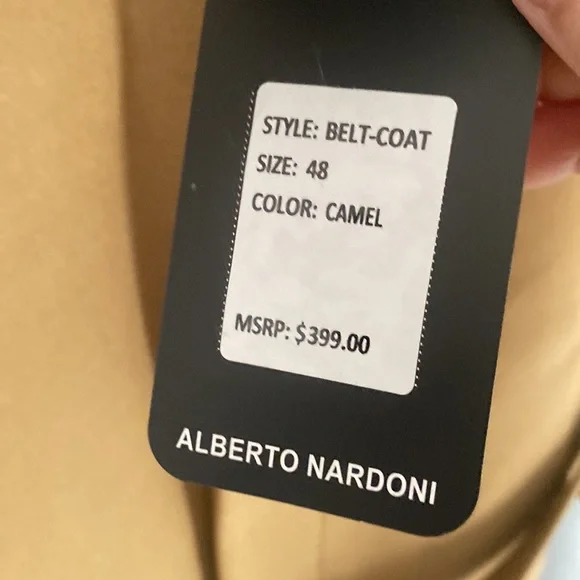 STYLE: BELT-COAT
SIZE: 48
COLOR: CAMEL
MSRP: $399.00
ALBERTO NARDONI